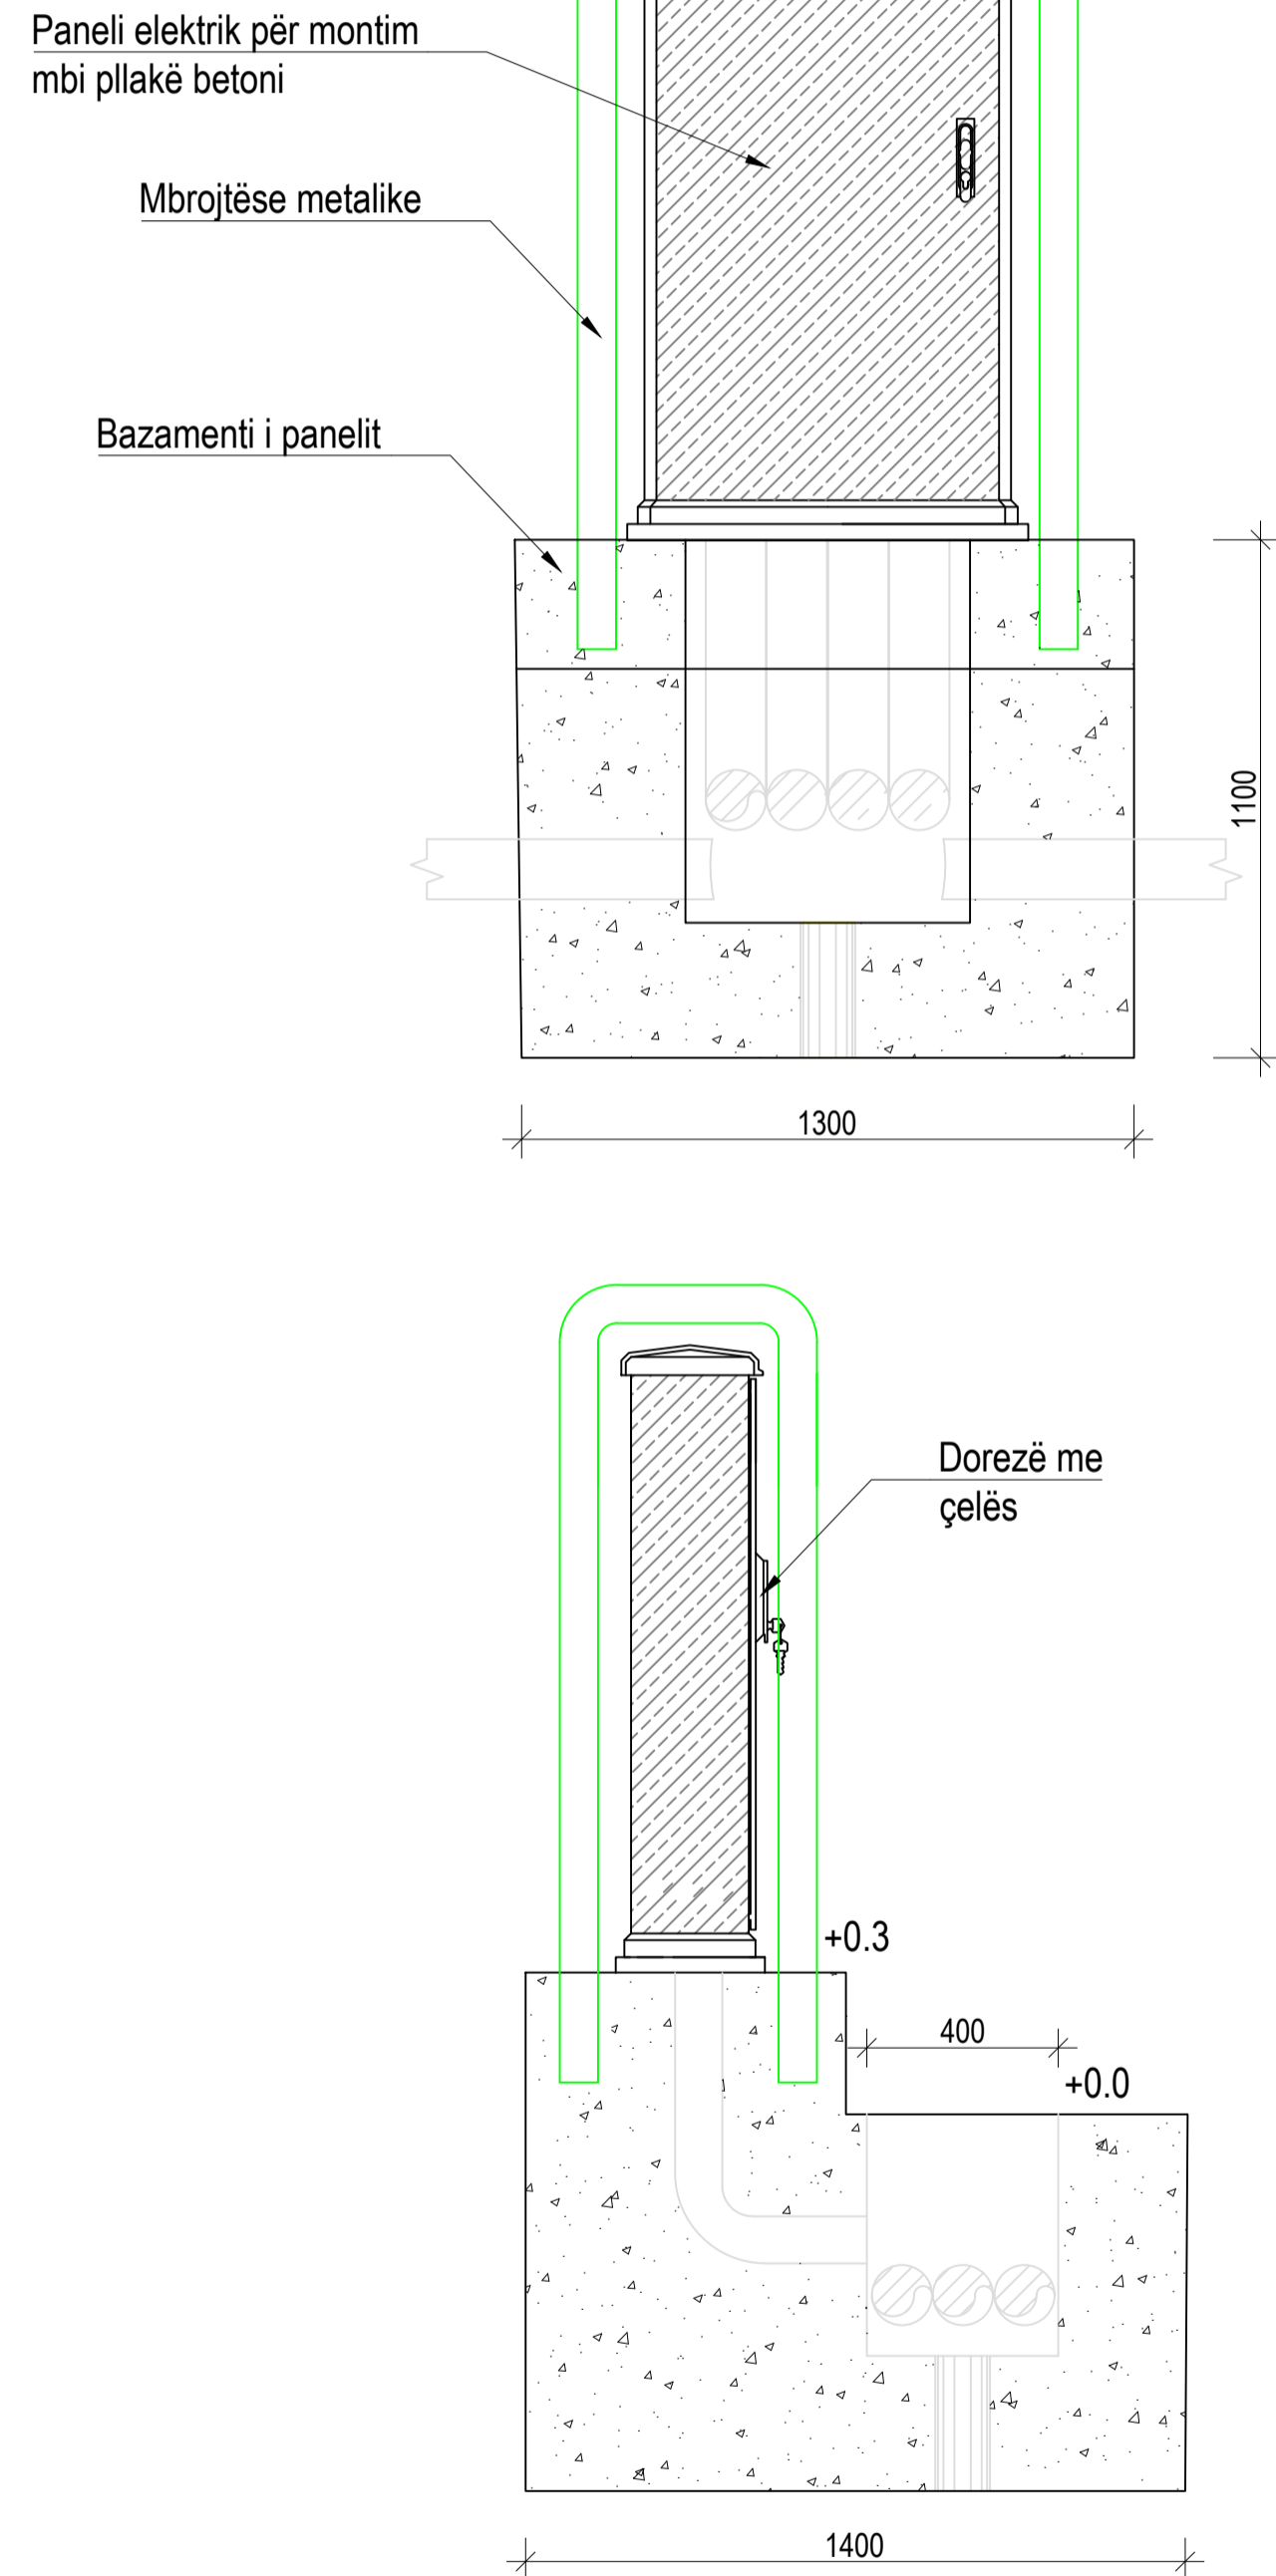 Paneli elektrik për montim
mbi pllakë betoni
Mbrojtëse metalike
Bazamenti i panelit
1100
1300
Dorezë me
çelës
+0.3
400
+0.0
1400